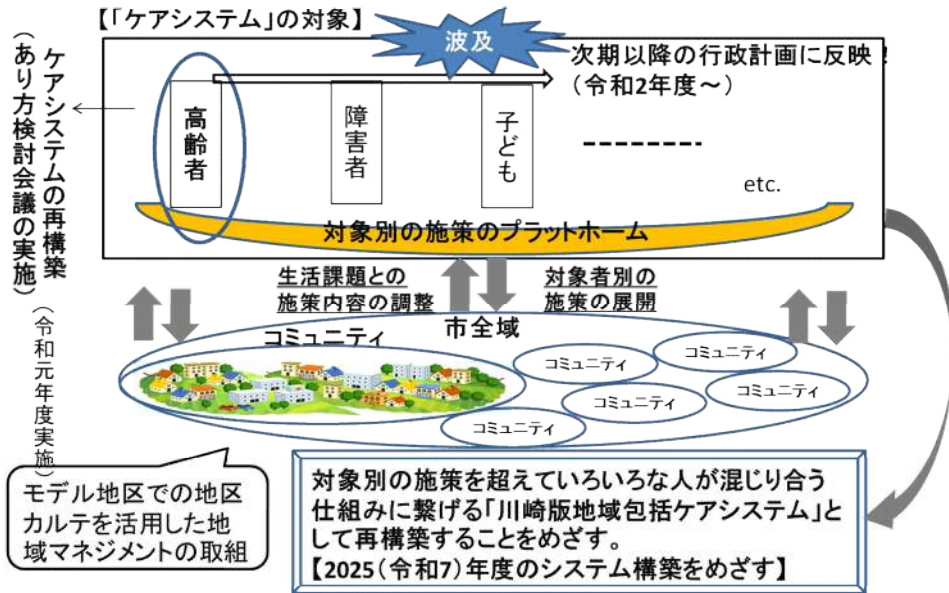 【「ケアシステム」の対象】
波及
次期以降の行政計画に反映！
（令和2年度～）
高齢者
障害者
子ども
etc.
対象別の施策のプラットホーム
ケアシステムの再構築
（あり方検討会議の実施）
（令和元年度実施）
生活課題との
施策内容の調整
対象者別の
施策の展開
市全域
コミュニティ
コミュニティ
コミュニティ
コミュニティ
コミュニティ
コミュニティ
モデル地区での地区
カルテを活用した地
域マネジメントの取組
対象別の施策を超えていろいろな人が混じり合う
仕組みに繋げる「川崎版地域包括ケアシステム」と
して再構築することをめざす。
【2025（令和7）年度のシステム構築をめざす】